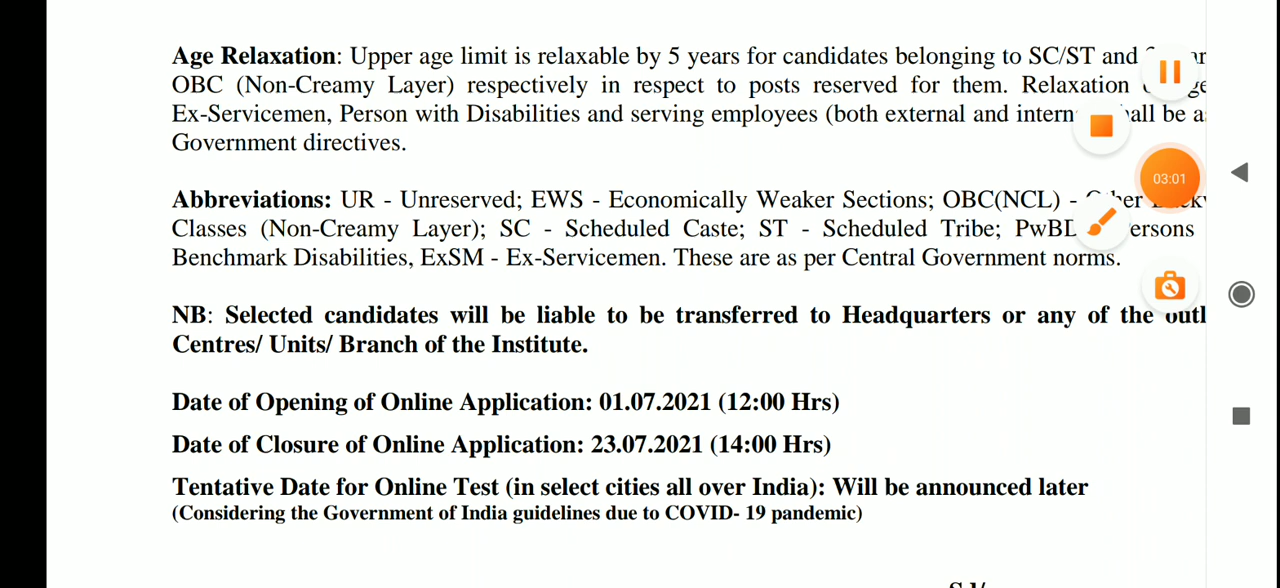 Age Relaxation: Upper age limit is relaxable by 5 years for candidates belonging to SC/ST and
OBC (Non-Creamy Layer) respectively in respect to posts reserved for them. Relaxation
Ex-Servicemen, Person with Disabilities and serving employees (both external and be
Government directives.
Abbreviations: UR - Unreserved; EWS - Economically Weaker Sections; OBC(NCL) -
Classes (Non-Creamy Layer); SC - Scheduled Caste; ST - Scheduled Tribe;
Benchmark Disabilities, ExSM - Ex-Servicemen. These are as per Central Government norms.
NB: Selected candidates will be liable to be transferred to Headquarters or any of the
Centres/ Units/ Branch of the Institute.
Date of Opening of Online Application: 01.07.2021 (12:00 Hrs)
Date of Closure of Online Application: 23.07.2021 (14:00 Hrs)
Tentative Date for Online Test (in select cities all over India): Will be announced later
(Considering the Government of India guidelines due to COVID- 19 pandemic)
03:01